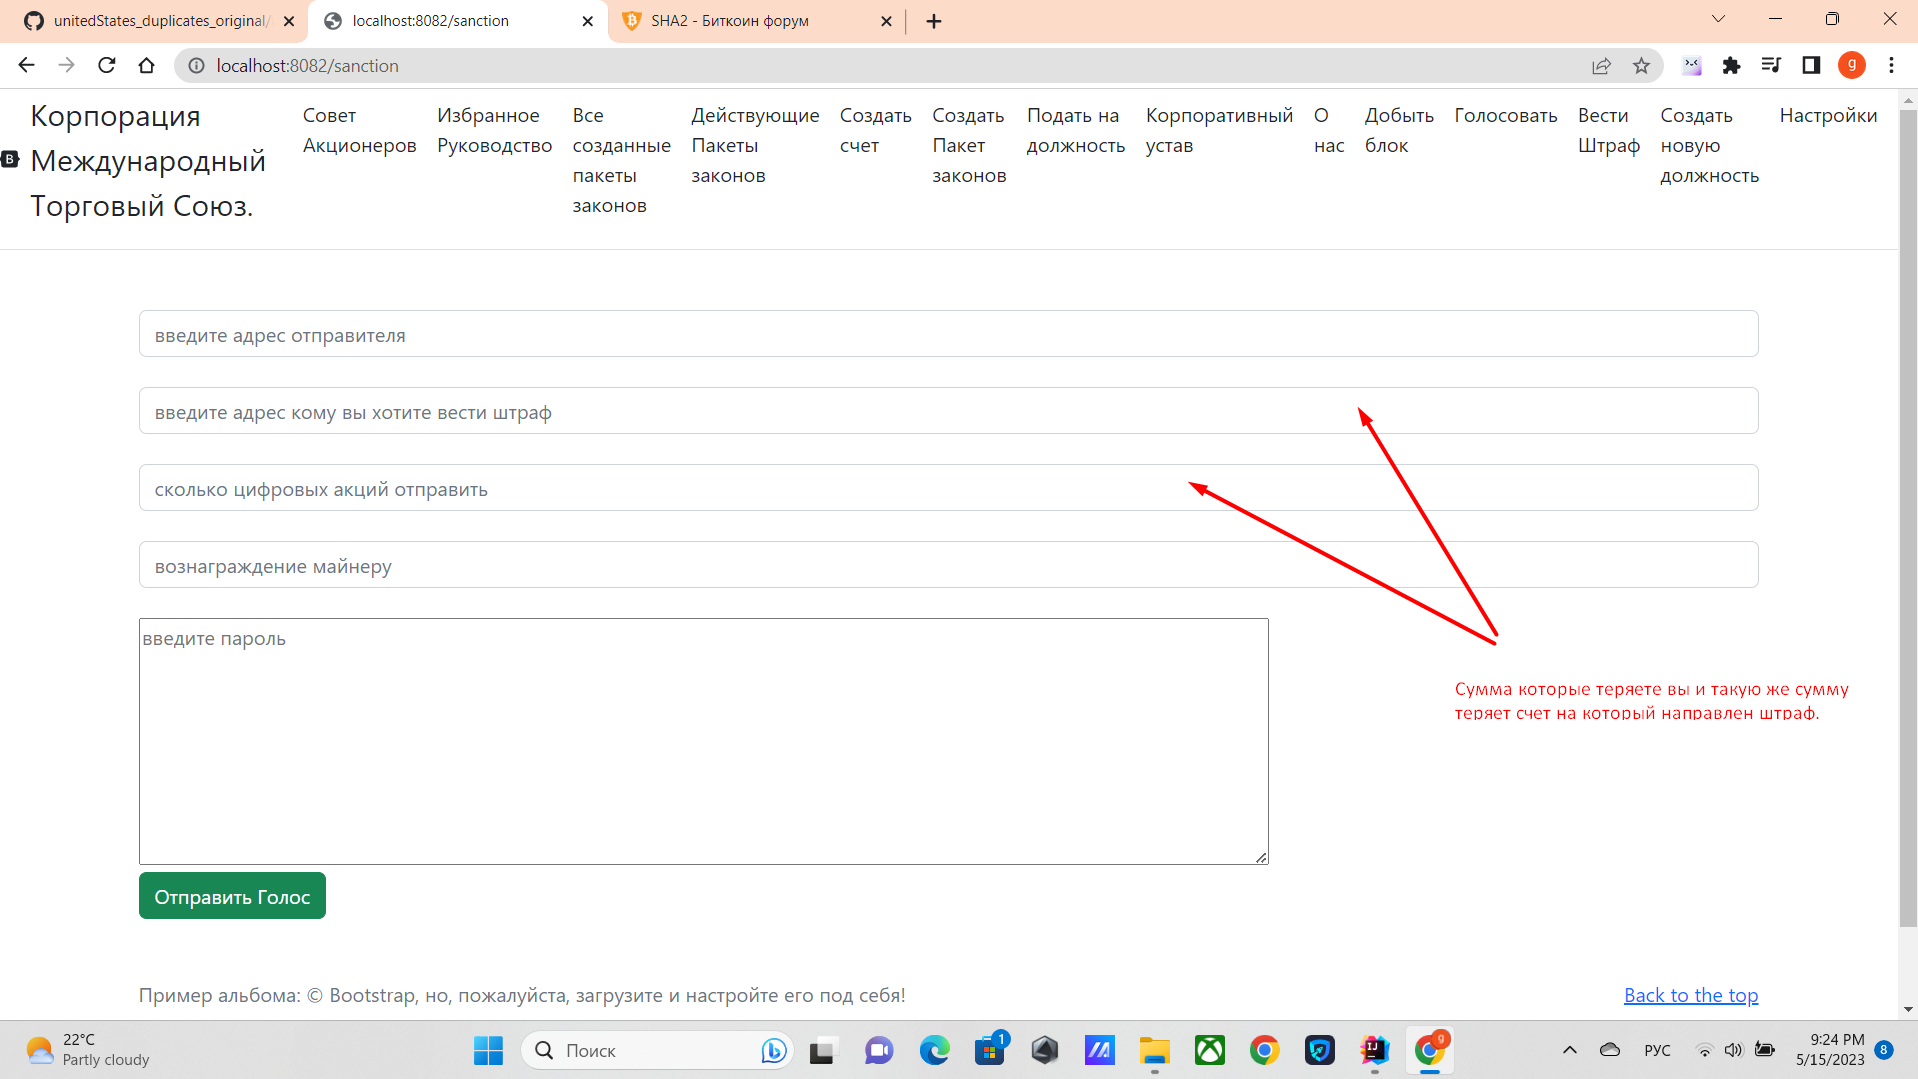 unitedStates_duplicates_original/
localhost:8082/sanction
SHA2 - Биткоин форум
localhost:8082/sanction
g
B
Корпорация
Международный
Торговый Союз.
Совет
Акционеров
Избранное
Руководство
Все
созданные
пакеты
законов
Действующие
Пакеты
законов
Создать
счет
Создать
Пакет
законов
Подать на
должность
Корпоративный
устав
О
нас
Добыть
блок
Голосовать
Вести
Штраф
Создать
новую
должность
Настройки
введите адрес отправителя
введите адрес кому вы хотите вести штраф
сколько цифровых акций отправить
вознаграждение майнеру
введите пароль
Сумма которые теряете вы и такую же сумму
теряет счет на который направлен штраф.
Отправить Голос
Пример альбома: © Bootstrap, но, пожалуйста, загрузите и настройте его под себя!
Back to the top
22°C
Partly cloudy
Поиск
1
IJ
g
РУС
9:24 PM
5/15/2023
8